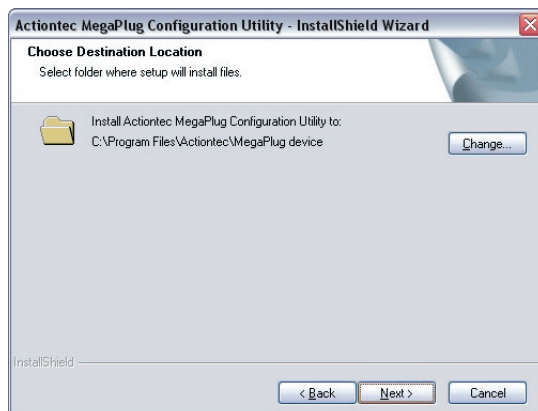 Actiontec MegaPlug Configuration Utility - InstallShield Wizard
Choose Destination Location
Select folder where setup will install files.
Install Actiontec MegaPlug Configuration Utility to:
C:\Program Files\Actiontec\MegaPlug device
Change...
InstallShield
< Back
Next >
Cancel